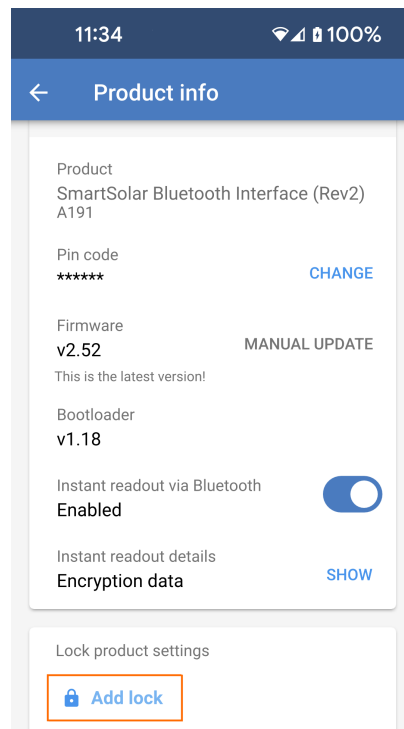 11:34 100%
Product info
Product
SmartSolar Bluetooth Interface (Rev2)
A191
Pin code
****** CHANGE
Firmware
v2.52 MANUAL UPDATE
This is the latest version!
Bootloader
v1.18
Instant readout via Bluetooth
Enabled
Instant readout details
Encryption data SHOW
Lock product settings
Add lock